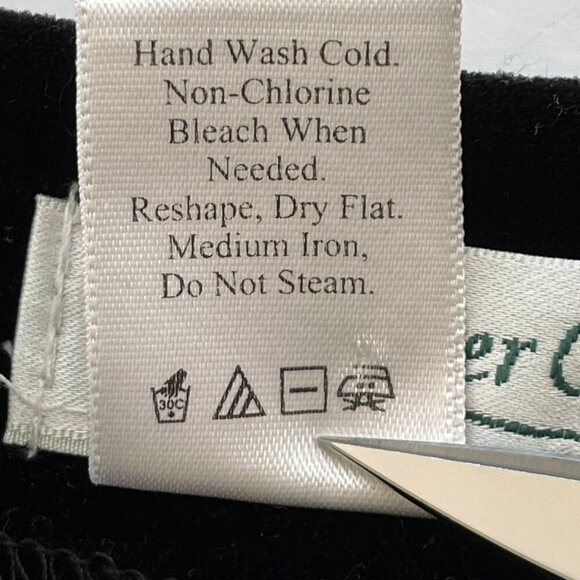 Hand Wash Cold.
Non-Chlorine
Bleach When
Needed.
Reshape, Dry Flat.
Medium Iron,
Do Not Steam.
30C